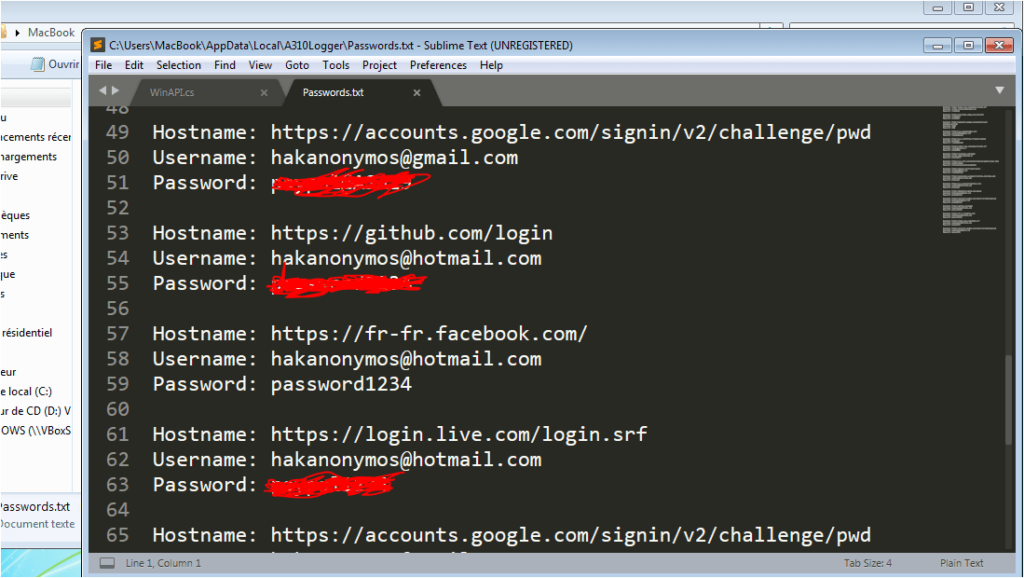 MacBook
C:\Users\MacBook\AppData\Local\A310Logger\Passwords.txt - Sublime Text (UNREGISTERED)
File Edit Selection Find View Goto Tools Project Preferences Help
Ouvrir
WinAPI.cs
Passwords.txt
48
49 Hostname: https://accounts.google.com/signin/v2/challenge/pwd
50 Username: hakanonymos@gmail.com
51 Password:
52
53 Hostname: https://github.com/login
54 Username: hakanonymos@hotmail.com
55 Password:
56
57 Hostname: https://fr-fr.facebook.com/
58 Username: hakanonymos@hotmail.com
59 Password: password1234
60
61 Hostname: https://login.live.com/login.srf
62 Username: hakanonymos@hotmail.com
63 Password:
64
65 Hostname: https://accounts.google.com/signin/v2/challenge/pwd
u
acements récen
hargements
rive
èques
ments
es
que
s
résidentiel
eur
e local (C:)
ur de CD (D:) V
OWS (\\VBoxS
Passwords.txt
Document texte
Line 1, Column 1
Tab Size: 4
Plain Text